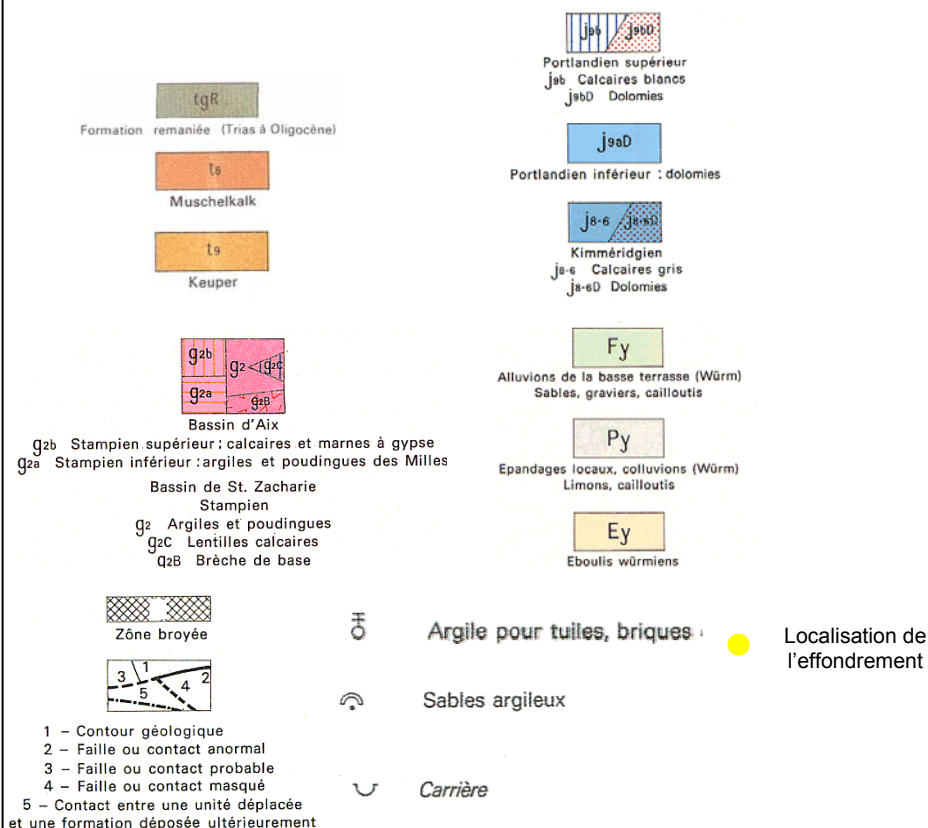 tgR
Formation remaniée (Trias à Oligocène)
t6
Muschelkalk
t9
Keuper
g2b
g2
g2C
g2a
g2B
Bassin d'Aix
g2b Stampien supérieur : calcaires et marnes à gypse
g2a Stampien inférieur : argiles et poudingues des Milles
Bassin de St. Zacharie
Stampien
g2 Argiles et poudingues
g2C Lentilles calcaires
g2B Brèche de base
Zône broyée
3 1 2
5 4
1 – Contour géologique
2 – Faille ou contact anormal
3 – Faille ou contact probable
4 – Faille ou contact masqué
5 – Contact entre une unité déplacée
et une formation déposée ultérieurement
j9b j9bD
Portlandien supérieur
j9b Calcaires blancs
j9bD Dolomies
j9aD
Portlandien inférieur : dolomies
j8-6 j8-6D
Kimméridgien
j8-6 Calcaires gris
j8-6D Dolomies
Fy
Alluvions de la basse terrasse (Würm)
Sables, graviers, cailloutis
Py
Epandages locaux, colluvions (Würm)
Limons, cailloutis
Ey
Eboulis würmiens
Argile pour tuiles, briques
Sables argileux
Carrière
Localisation de
l'effondrement